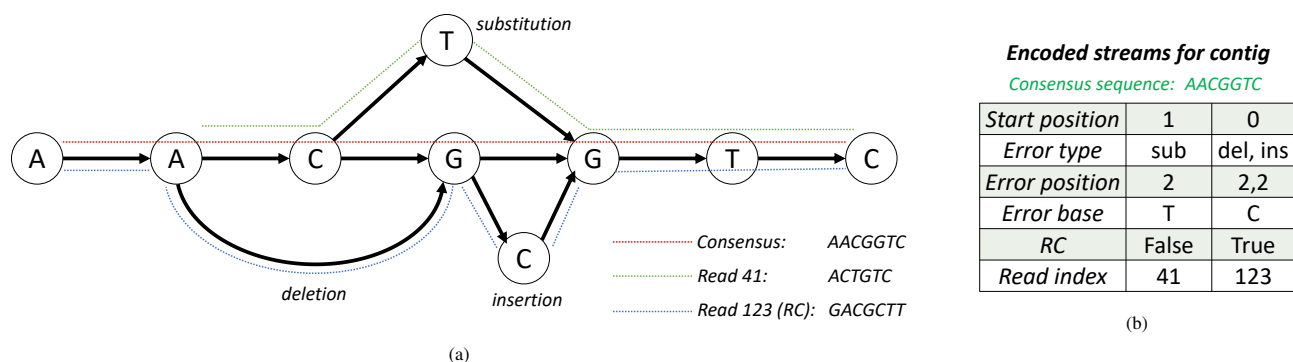 T
substitution
A
A
C
G
G
T
C
C
deletion
insertion
Consensus: AACGGTC
Read 41: ACTGTC
Read 123 (RC): GACGCTT
(a)
Encoded streams for contig
Consensus sequence: AACGGTC
Start position 1 0
Error type sub del, ins
Error position 2 2,2
Error base T C
RC False True
Read index 41 123
(b)